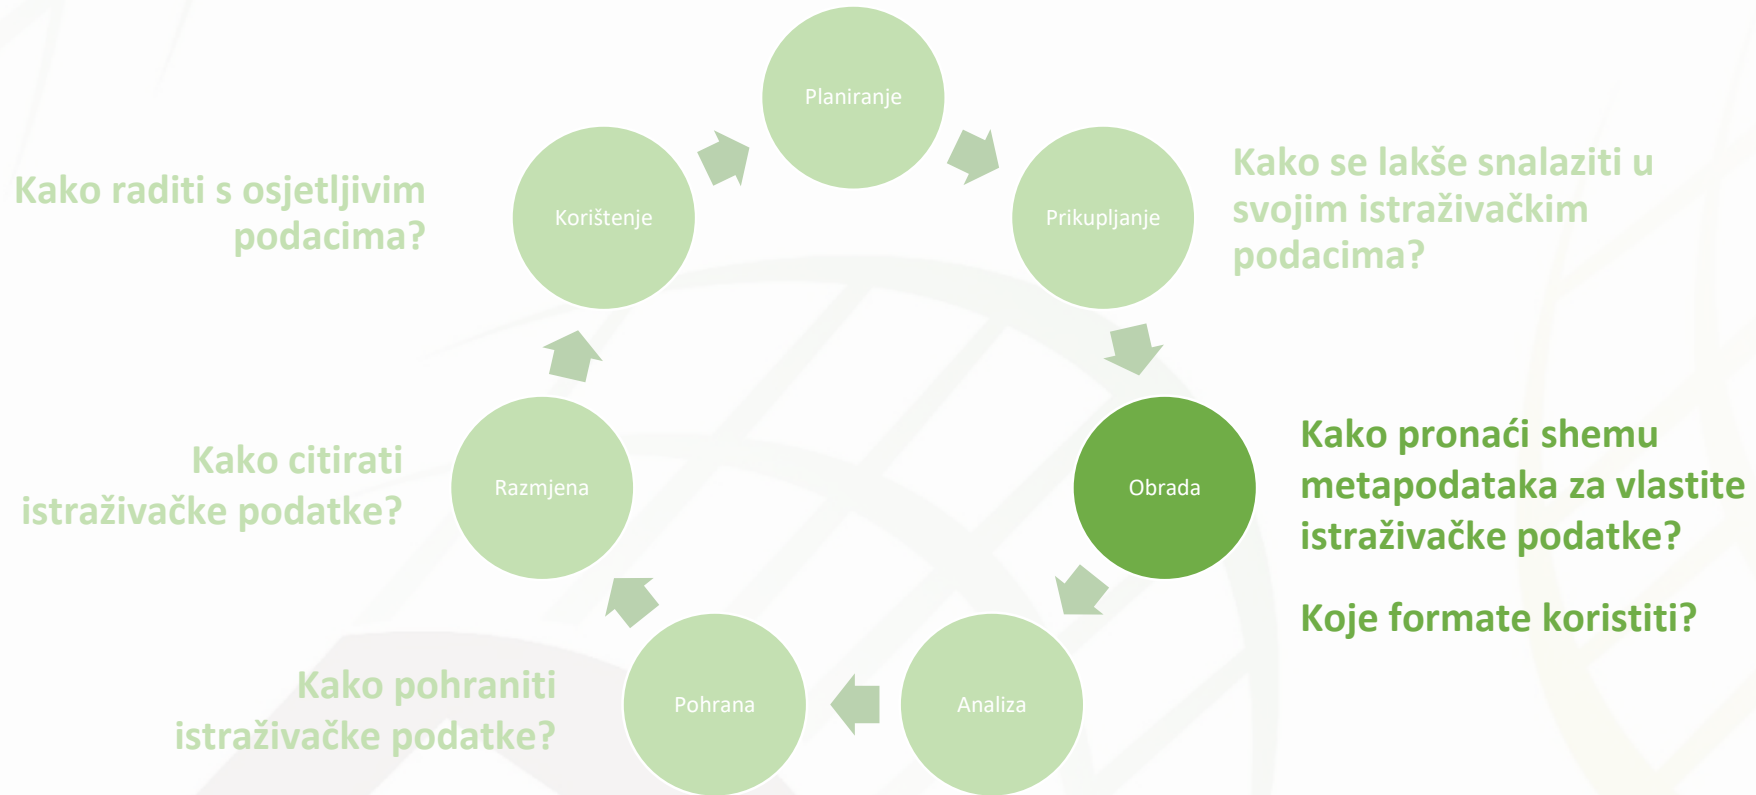 Planiranje
Kako raditi s osjetljivim
podacima?
Korištenje
Prikupljanje
Kako se lakše snalaziti u
svojim istraživačkim
podacima?
Kako citirati
istraživačke podatke?
Razmjena
Obrada
Kako pronaći shemu
metapodataka za vlastite
istraživačke podatke?
Koje formate koristiti?
Kako pohraniti
istraživačke podatke?
Pohrana
Analiza